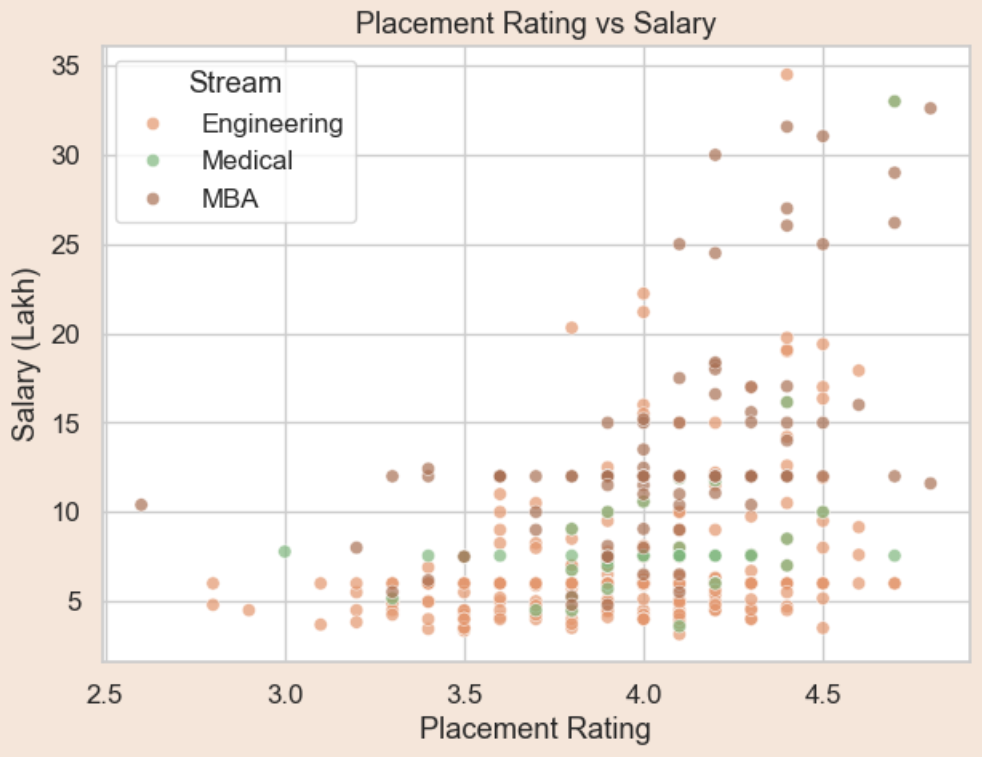 Placement Rating vs Salary
Stream
Engineering
Medical
MBA
Salary (Lakh)
35
30
25
20
15
10
5
2.5 3.0 3.5 4.0 4.5
Placement Rating